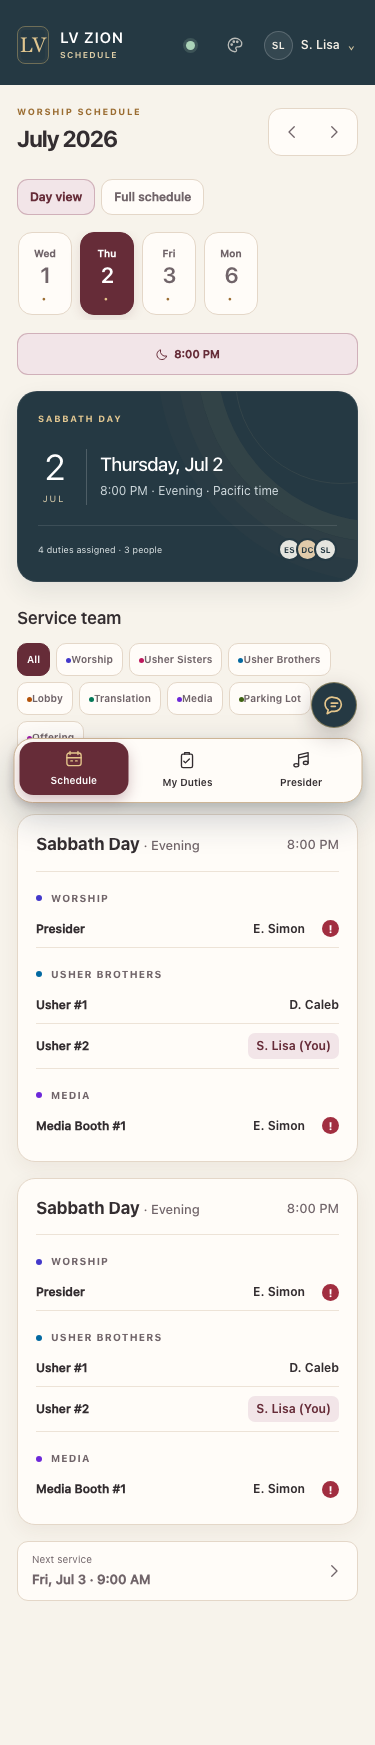 LV
LV ZION
SCHEDULE
SL
S. Lisa
WORSHIP SCHEDULE
July 2026
Day view
Full schedule
Wed
1
Thu
2
Fri
3
Mon
6
8:00 PM
SABBATH DAY
2
JUL
Thursday, Jul 2
8:00 PM · Evening · Pacific time
4 duties assigned · 3 people
ES
DC
SL
Service team
All
Worship
Usher Sisters
Usher Brothers
Lobby
Translation
Media
Parking Lot
Offering
Schedule
My Duties
Presider
Sabbath Day · Evening
8:00 PM
WORSHIP
Presider
E. Simon
!
USHER BROTHERS
Usher #1
D. Caleb
Usher #2
S. Lisa (You)
MEDIA
Media Booth #1
E. Simon
!
Sabbath Day · Evening
8:00 PM
WORSHIP
Presider
E. Simon
!
USHER BROTHERS
Usher #1
D. Caleb
Usher #2
S. Lisa (You)
MEDIA
Media Booth #1
E. Simon
!
Next service
Fri, Jul 3 · 9:00 AM